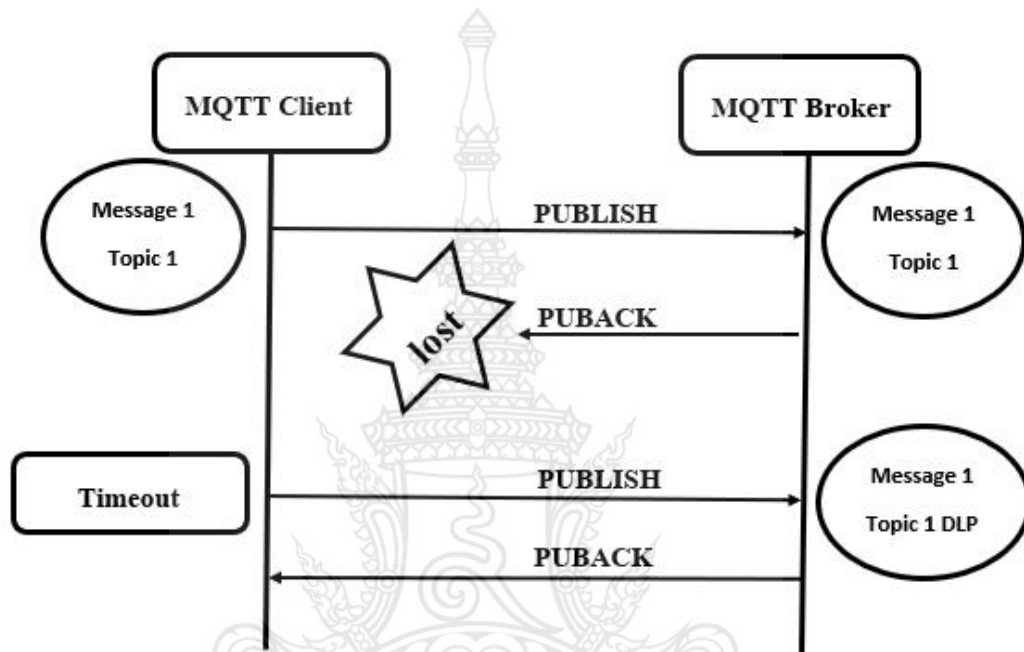 MQTT Client
MQTT Broker
Message 1
Topic 1
PUBLISH
Message 1
Topic 1
lost
PUBACK
Timeout
PUBLISH
Message 1
Topic 1 DLP
PUBACK